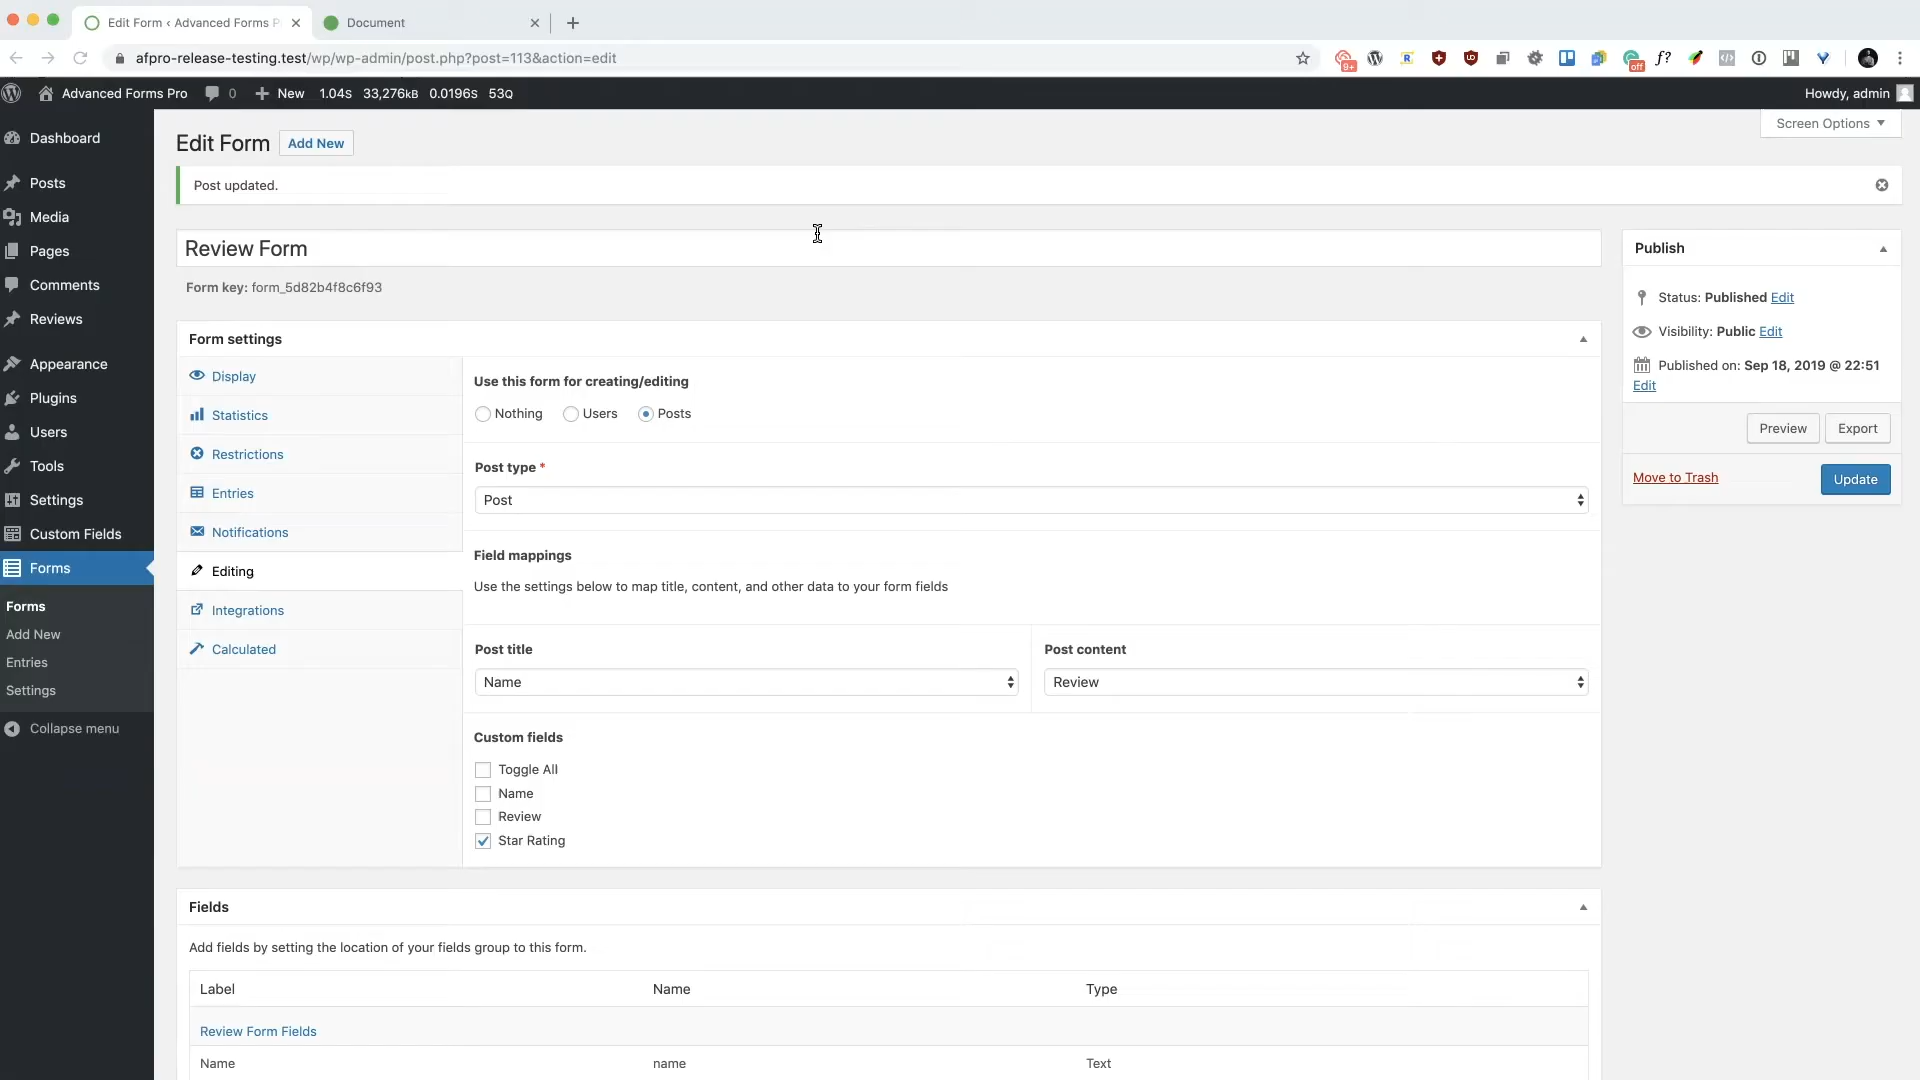 Edit Form ‹ Advanced Forms P
Document
afpro-release-testing.test/wp/wp-admin/post.php?post=113&action=edit
9+
off
f?
Advanced Forms Pro
0
New
1.04S
33,276KB
0.0196S
53Q
Howdy, admin
Dashboard
Posts
Media
Pages
Comments
Reviews
Appearance
Plugins
Users
Tools
Settings
Custom Fields
Forms
Forms
Add New
Entries
Settings
Collapse menu
Screen Options
Edit Form
Add New
Post updated.
Review Form
Form key: form_5d82b4f8c6f93
Form settings
Display
Statistics
Restrictions
Entries
Notifications
Editing
Integrations
Calculated
Use this form for creating/editing
Nothing
Users
Posts
Post type *
Post
Field mappings
Use the settings below to map title, content, and other data to your form fields
Post title
Name
Post content
Review
Custom fields
Toggle All
Name
Review
Star Rating
Fields
Add fields by setting the location of your fields group to this form.
Label
Name
Type
Review Form Fields
Name
name
Text
Publish
Status: Published Edit
Visibility: Public Edit
Published on: Sep 18, 2019 @ 22:51
Edit
Preview
Export
Move to Trash
Update